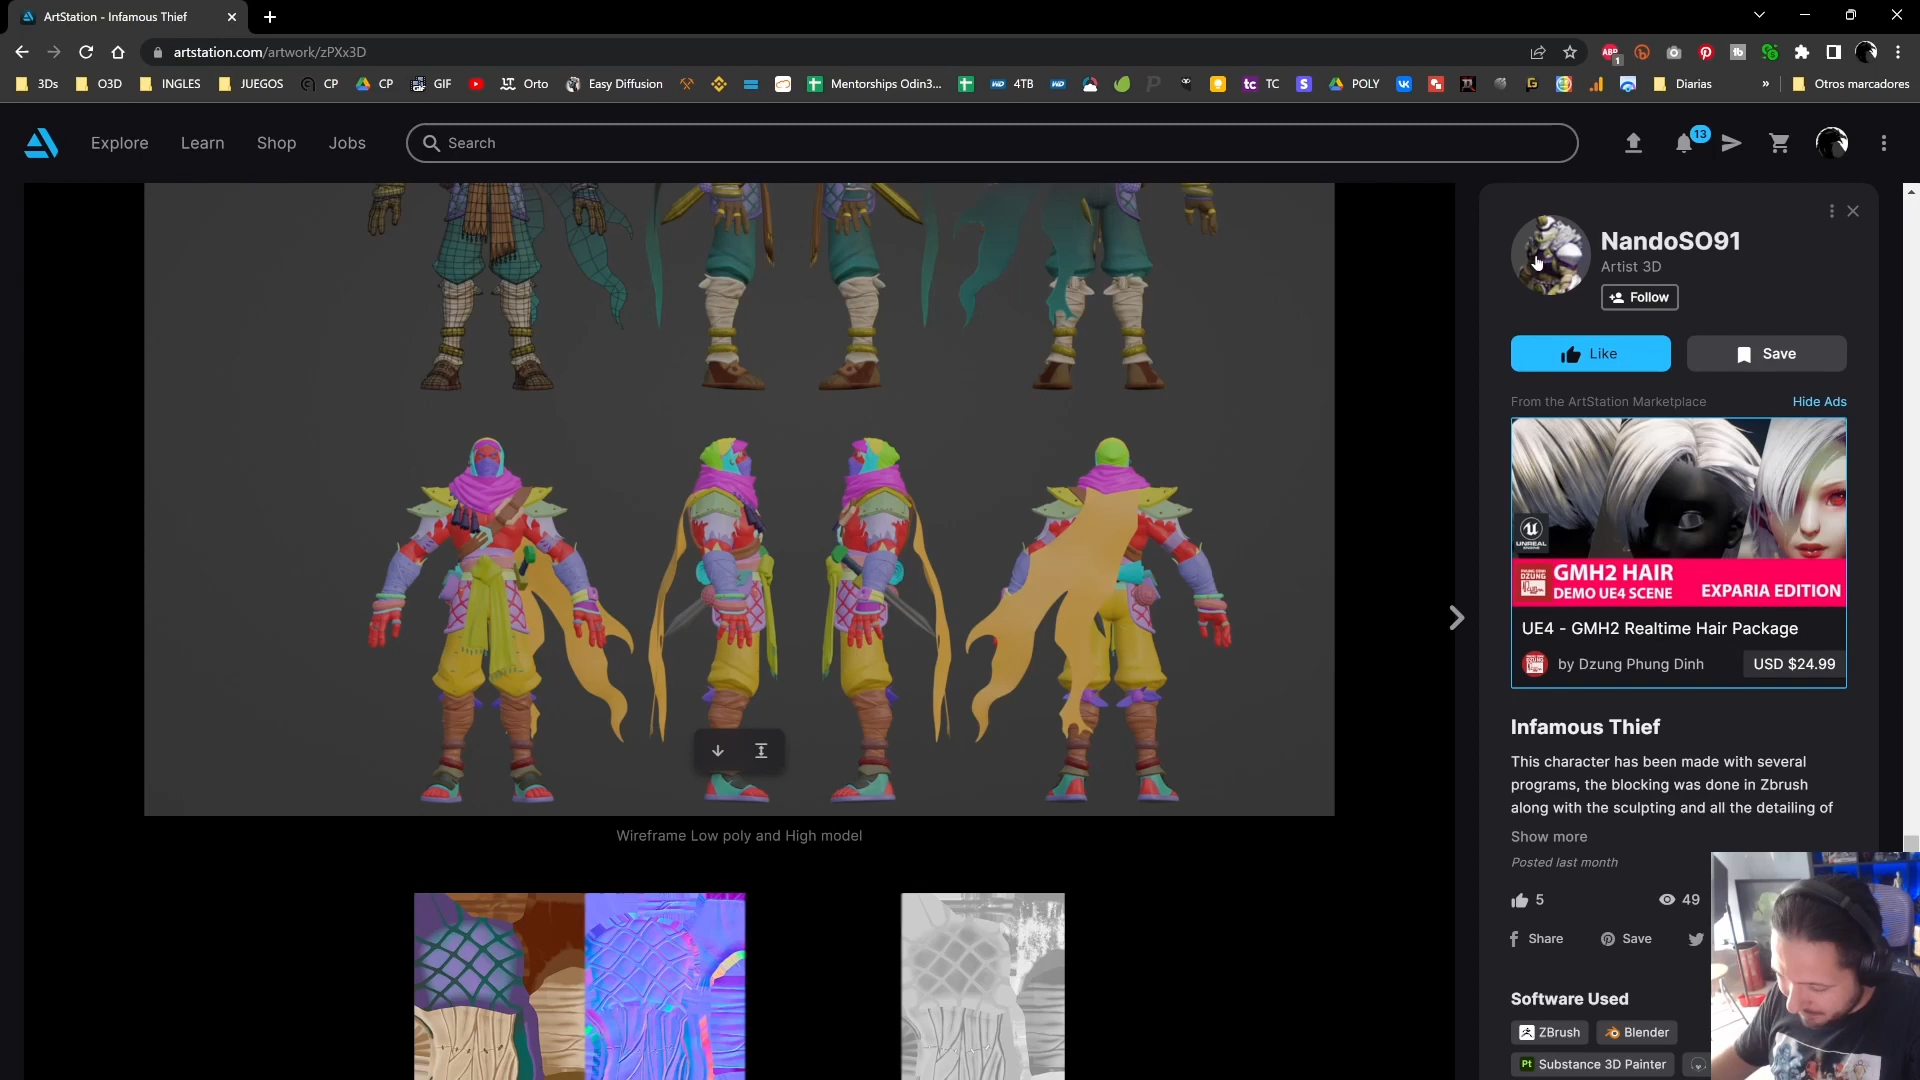 ArtStation - Infamous Thief
artstation.com/artwork/zPXx3D
ABP
1
3Ds
O3D
INGLES
JUEGOS
CP
CP
GIF
Orto
Easy Diffusion
Mentorships Odin3...
4TB
TC
POLY
Diarias
»
Otros marcadores
Explore
Learn
Shop
Jobs
Search
13
NandoSO91
Artist 3D
Follow
Like
Save
From the ArtStation Marketplace
Hide Ads
UNREAL
GMH2 HAIR
DEMO UE4 SCENE
EXPARIA EDITION
UE4 - GMH2 Realtime Hair Package
by Dzung Phung Dinh
USD $24.99
Infamous Thief
This character has been made with several
programs, the blocking was done in Zbrush
along with the sculpting and all the detailing of
Show more
Posted last month
5
49
Share
Save
Software Used
ZBrush
Blender
Pt
Substance 3D Painter
Wireframe Low poly and High model